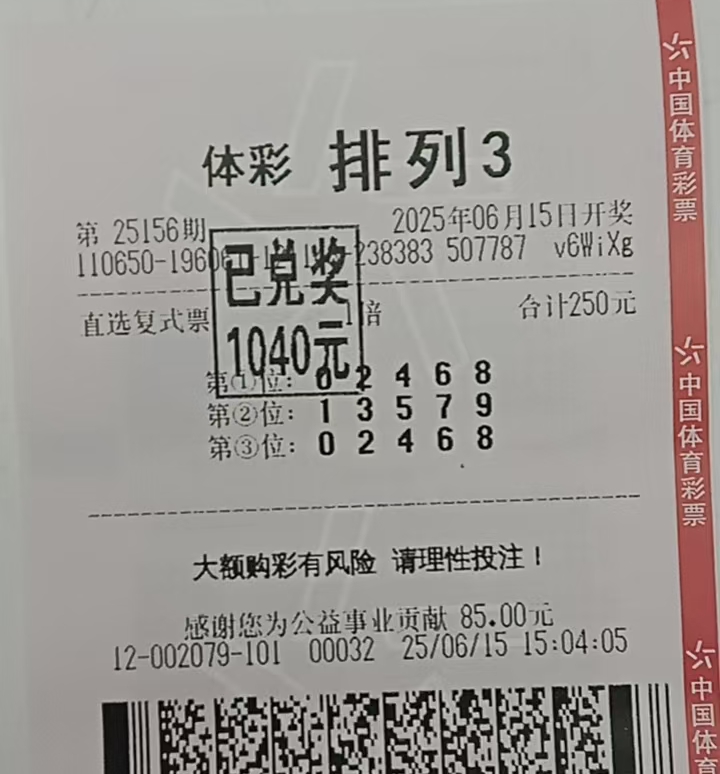 体彩 排列3
第 25156期 2025年06月15日开奖
110650-19606 238383 507787 v6WiXg
已兑奖
1040元
直选复式票 1倍 合计250元
第①位: 0 2 4 6 8
第②位: 1 3 5 7 9
第③位: 0 2 4 6 8
大额购彩有风险 请理性投注！
感谢您为公益事业贡献 85.00元
12-002079-101 00032 25/06/15 15:04:05
中国体育彩票
中国体育彩票
中国体育